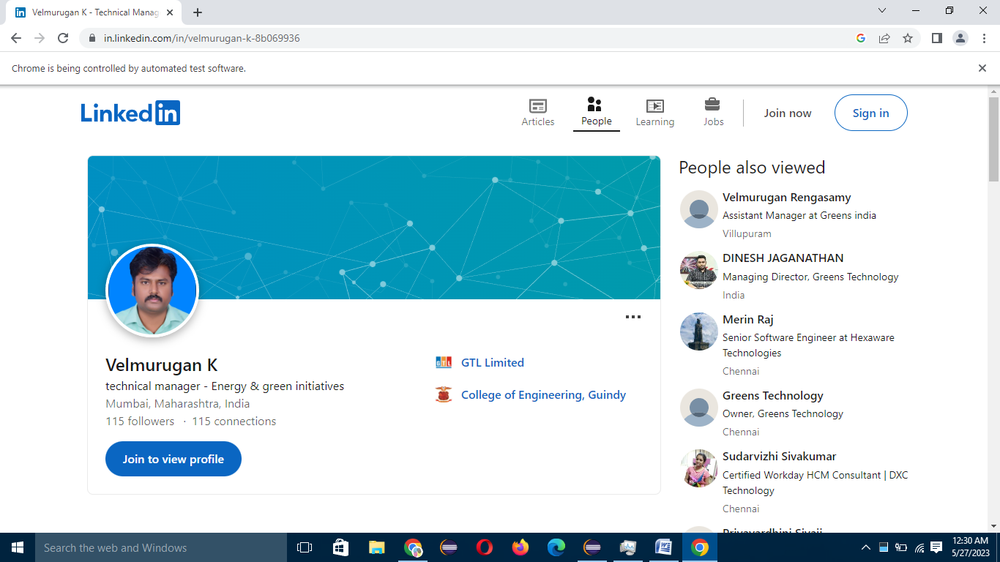 Velmurugan K - Technical Manag
in.linkedin.com/in/velmurugan-k-8b069936
Chrome is being controlled by automated test software.
Linked in
Articles
People
Learning
Jobs
Join now
Sign in
Velmurugan K
technical manager - Energy & green initiatives
Mumbai, Maharashtra, India
115 followers · 115 connections
Join to view profile
GTL Limited
College of Engineering, Guindy
People also viewed
Velmurugan Rengasamy
Assistant Manager at Greens india
Villupuram
DINESH JAGANATHAN
Managing Director, Greens Technology
India
Merin Raj
Senior Software Engineer at Hexaware
Technologies
Chennai
Greens Technology
Owner, Greens Technology
Chennai
Sudarvizhi Sivakumar
Certified Workday HCM Consultant | DXC
Technology
Chennai
Search the web and Windows
12:30 AM
5/27/2023